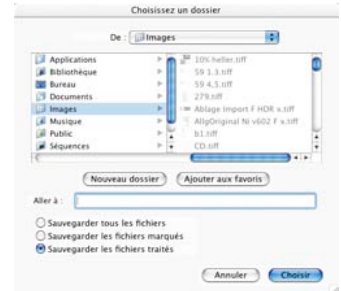 Choisissez un dossier
De : Images
Applications
Bibliothèque
Bureau
Documents
Images
Musique
Public
Séquences
10% heller.tiff
S9 1.3.tiff
S9 4.5.tiff
279.tiff
Ablage Import F HDR x.tiff
AllgOriginal Ni v602 F x.tiff
b1.tiff
CD.tiff
Nouveau dossier
Ajouter aux favoris
Aller à :
Sauvegarder tous les fichiers
Sauvegarder les fichiers marqués
Sauvegarder les fichiers traités
Annuler
Choisir